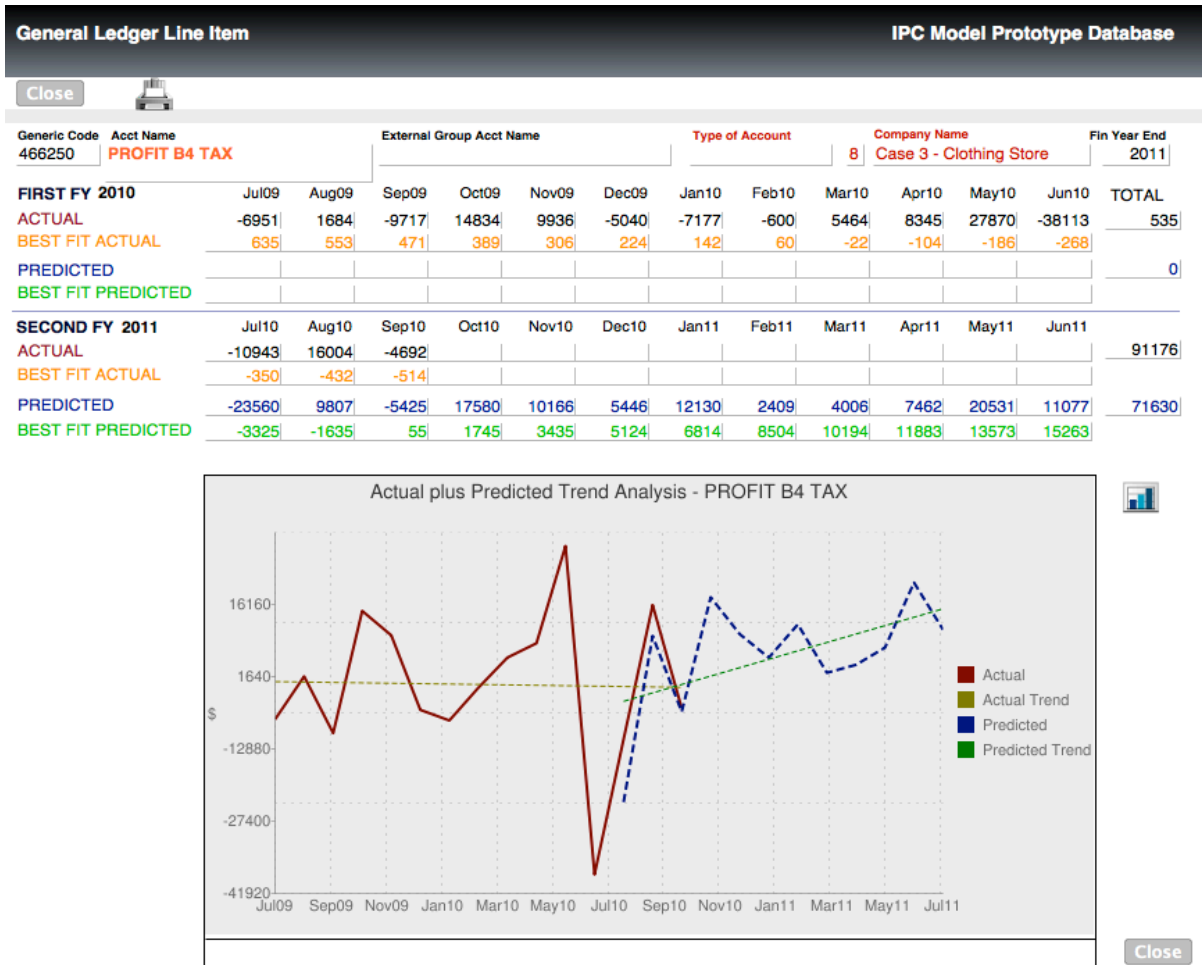 General Ledger Line Item IPC Model Prototype Database
Close
Generic Code Acct Name External Group Acct Name Type of Account Company Name Fin Year End
466250 PROFIT B4 TAX 8 Case 3 - Clothing Store 2011
FIRST FY 2010 Jul09 Aug09 Sep09 Oct09 Nov09 Dec09 Jan10 Feb10 Mar10 Apr10 May10 Jun10 TOTAL
ACTUAL -6951 1684 -9717 14834 9936 -5040 -7177 -600 5464 8345 27870 -38113 535
BEST FIT ACTUAL 635 553 471 389 306 224 142 60 -22 -104 -186 -268
PREDICTED 0
BEST FIT PREDICTED
SECOND FY 2011 Jul10 Aug10 Sep10 Oct10 Nov10 Dec10 Jan11 Feb11 Mar11 Apr11 May11 Jun11
ACTUAL -10943 16004 -4692 91176
BEST FIT ACTUAL -350 -432 -514
PREDICTED -23560 9807 -5425 17580 10166 5446 12130 2409 4006 7462 20531 11077 71630
BEST FIT PREDICTED -3325 -1635 55 1745 3435 5124 6814 8504 10194 11883 13573 15263
Actual plus Predicted Trend Analysis - PROFIT B4 TAX
16160
1640
$
-12880
-27400
-41920
Jul09 Sep09 Nov09 Jan10 Mar10 May10 Jul10 Sep10 Nov10 Jan11 Mar11 May11 Jul11
Actual
Actual Trend
Predicted
Predicted Trend
Close